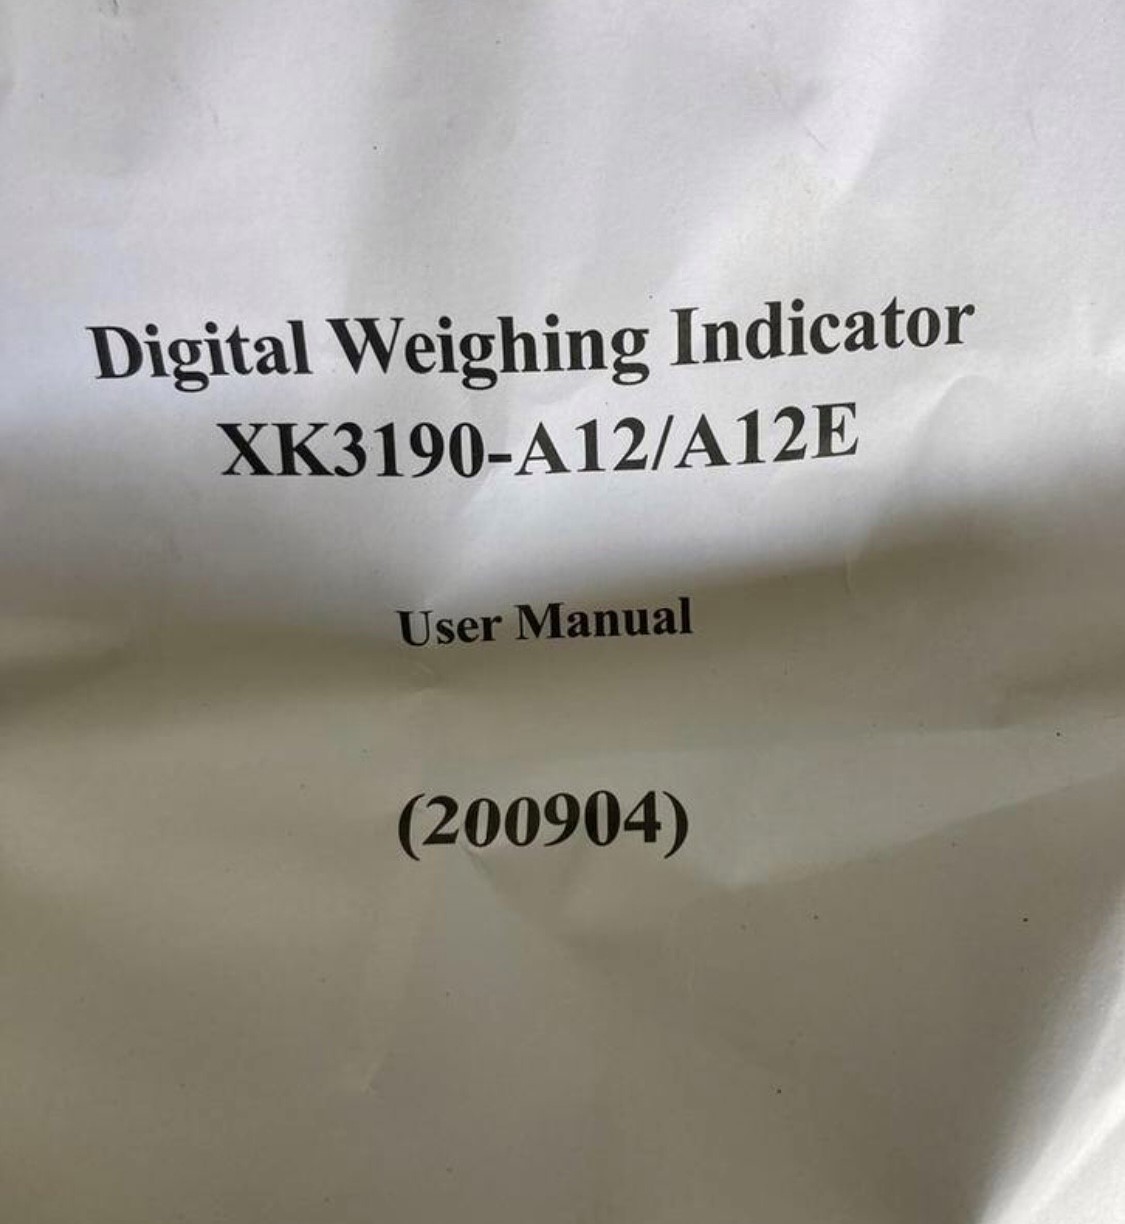 Digital Weighing Indicator
XK3190-A12/A12E
User Manual
(200904)